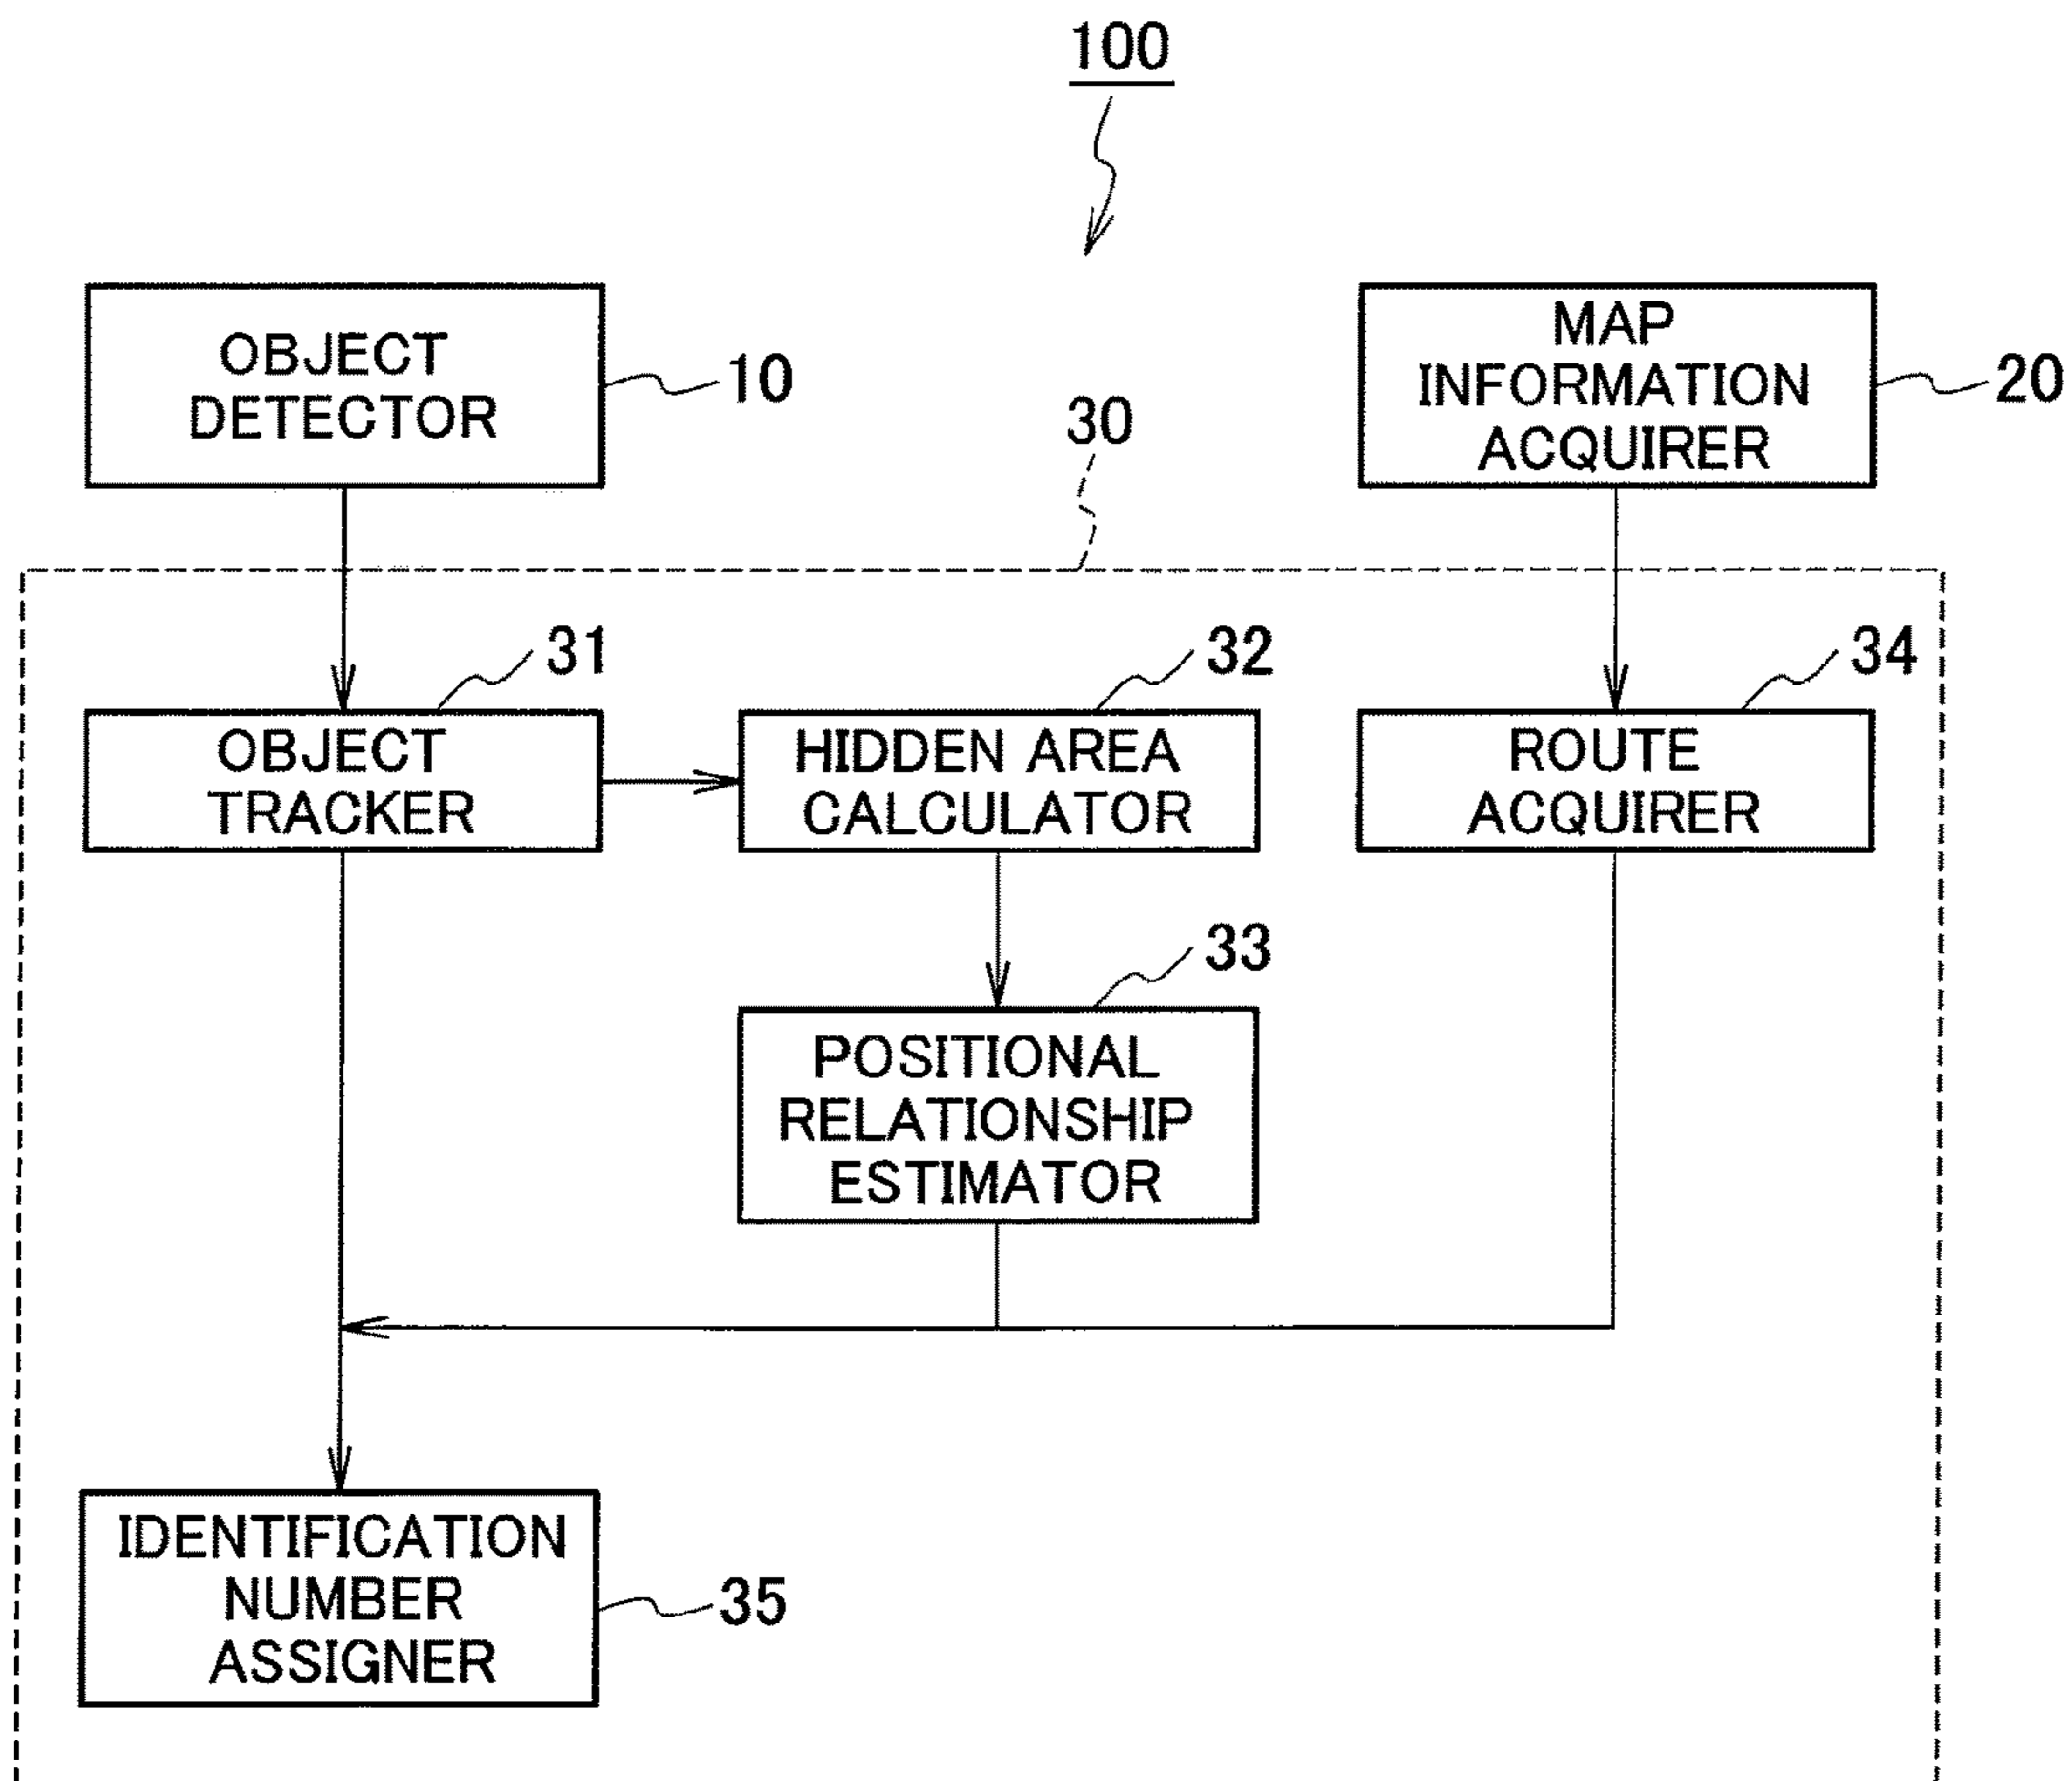 100
OBJECT
DETECTOR
10
MAP
INFORMATION
ACQUIRER
20
30
31
OBJECT
TRACKER
32
HIDDEN AREA
CALCULATOR
34
ROUTE
ACQUIRER
33
POSITIONAL
RELATIONSHIP
ESTIMATOR
IDENTIFICATION
NUMBER
ASSIGNER
35